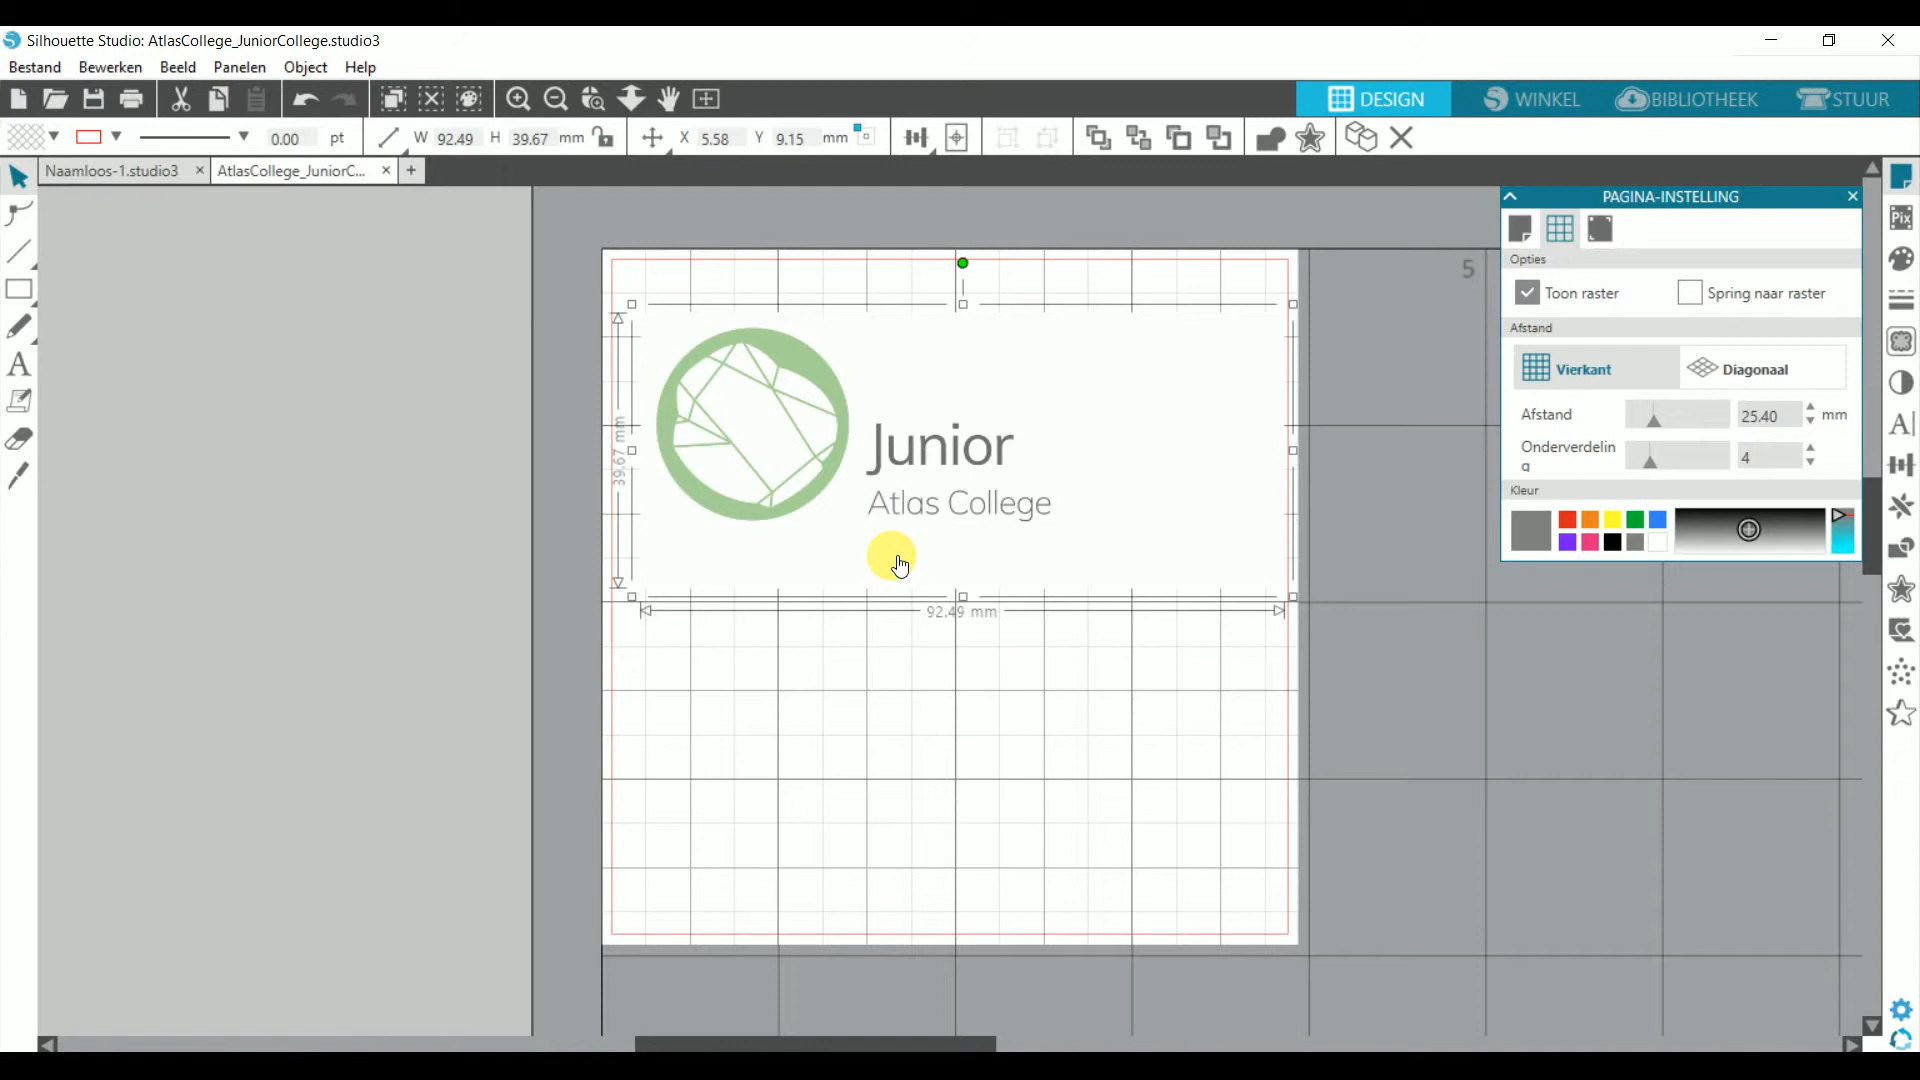 Silhouette Studio: AtlasCollege_JuniorCollege.studio3
Bestand Bewerken Beeld Panelen Object Help
DESIGN WINKEL BIBLIOTHEEK STUUR
0.00 pt W 92.49 H 39.67 mm X 5.58 Y 9.15 mm
Naamloos-1.studio3 AtlasCollege_JuniorC... +
PAGINA-INSTELLING
Opties
Toon raster Spring naar raster
Afstand
Vierkant Diagonaal
Afstand 25.40 mm
Onderverdelin
g 4
Kleur
5
39.67 mm
Junior
Atlas College
92.49 mm
Pix